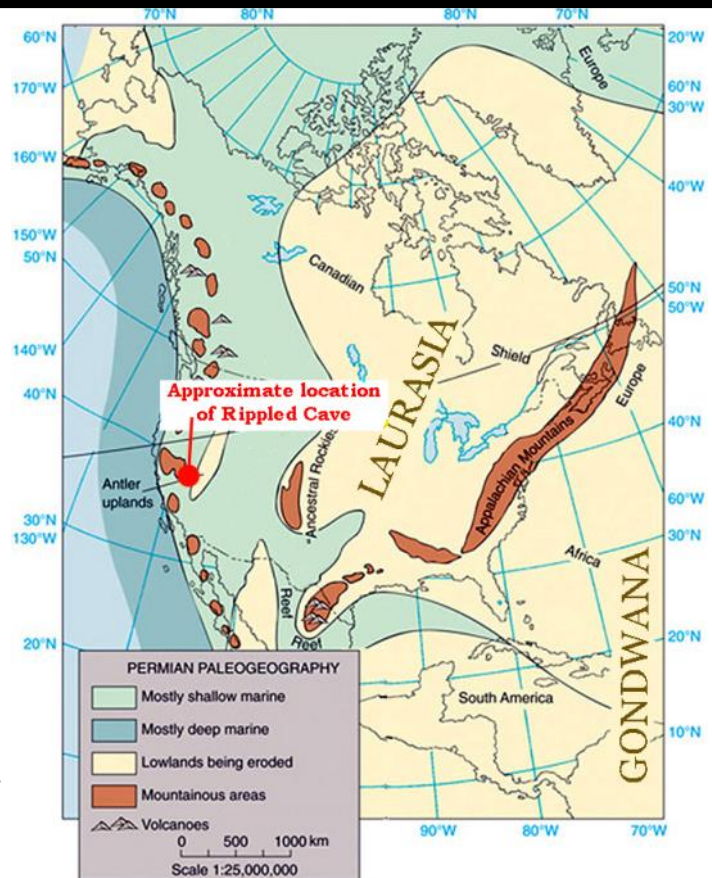 70°N
80°N
70°N
60°N
20°W
170°W
60°N
30°W
160°W
40°W
150°W
50°N
50°N
50°W
140°W
40°N
40°N
60°W
30°N
130°W
30°N
20°N
20°N
10°N
90°W
80°W
70°W
Europe
Canadian
Shield
LAURASIA
Approximate location
of Rippled Cave
Antler
uplands
"Ancestral Rockies
Appalachian Mountains
Europe
Africa
GONDWANA
Reef
Reef
South America
PERMIAN PALEOGEOGRAPHY
Mostly shallow marine
Mostly deep marine
Lowlands being eroded
Mountainous areas
Volcanoes
0 500 1000 km
Scale 1:25,000,000